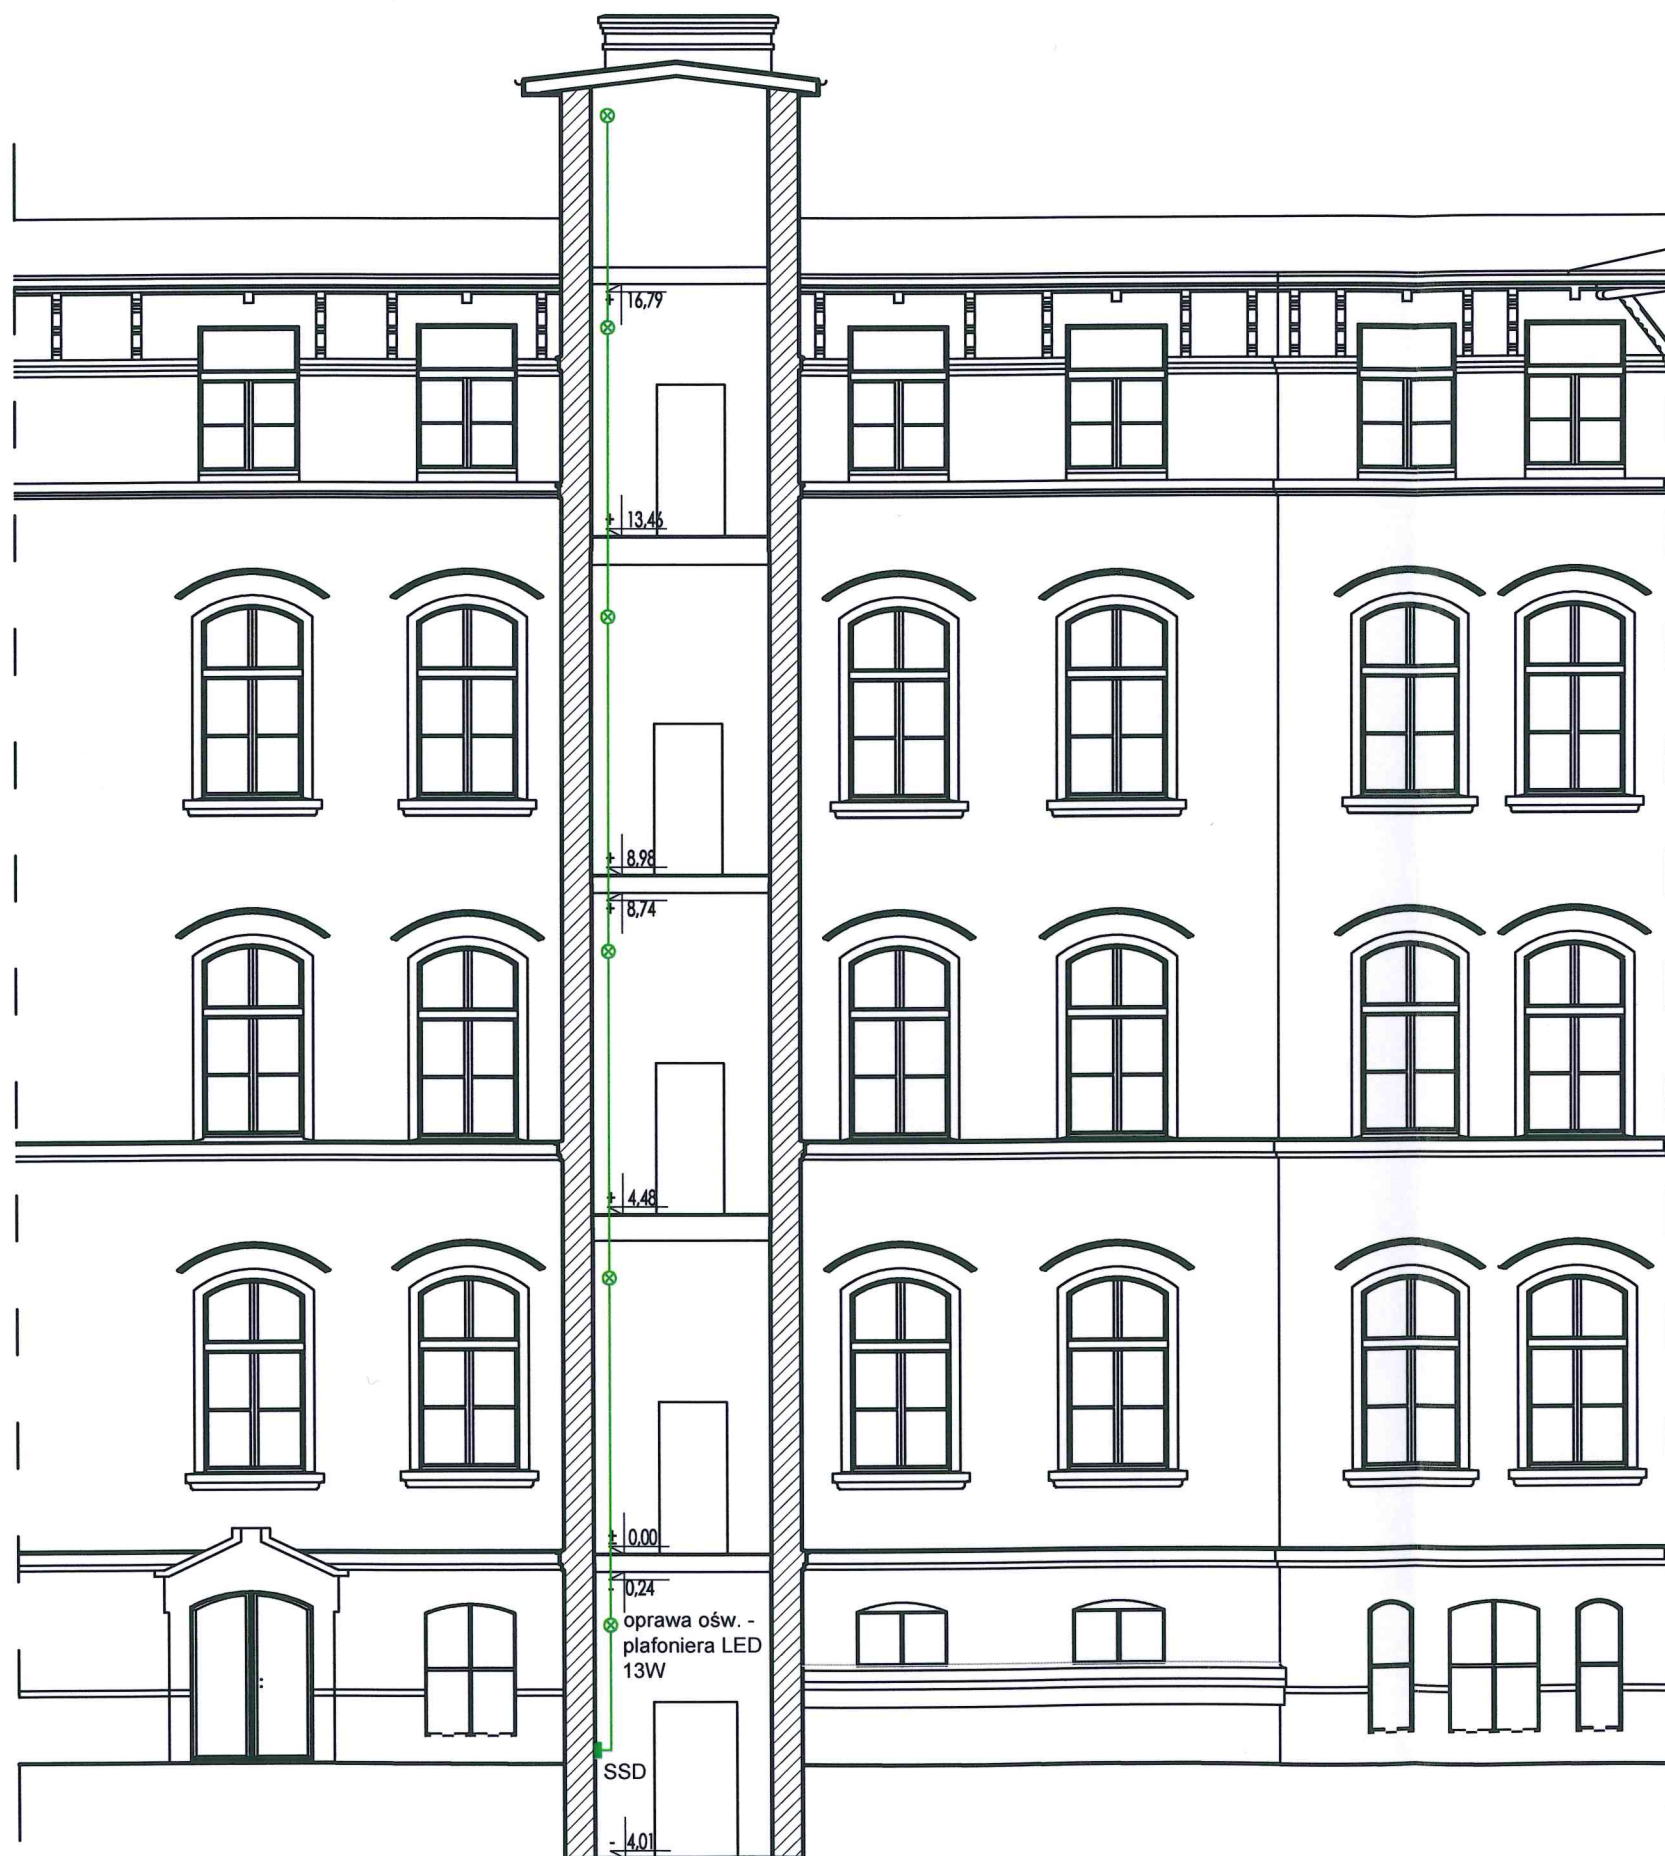 + 16,79
+ 13,46
+ 8,98
+ 8,74
+ 4,48
± 0,00
- 0,24
oprawa ośw. -
plafoniera LED
13W
SSD
- 4,01